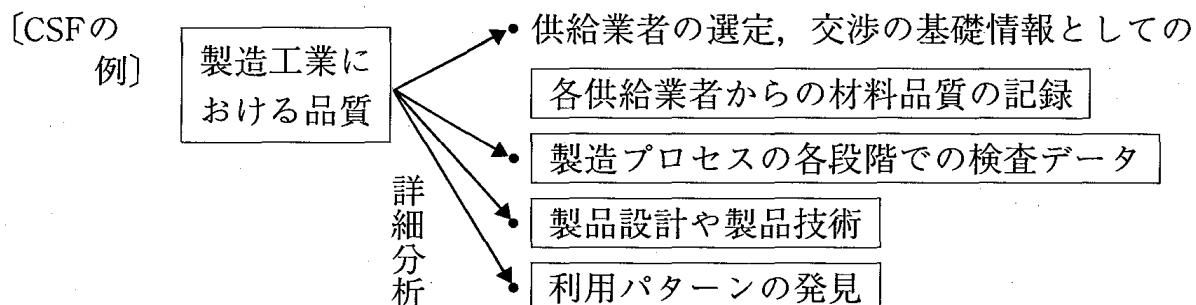 〔CSFの
例〕
製造工業に
おける品質
詳細分析
• 供給業者の選定，交渉の基礎情報としての
各供給業者からの材料品質の記録
• 製造プロセスの各段階での検査データ
• 製品設計や製品技術
• 利用パターンの発見